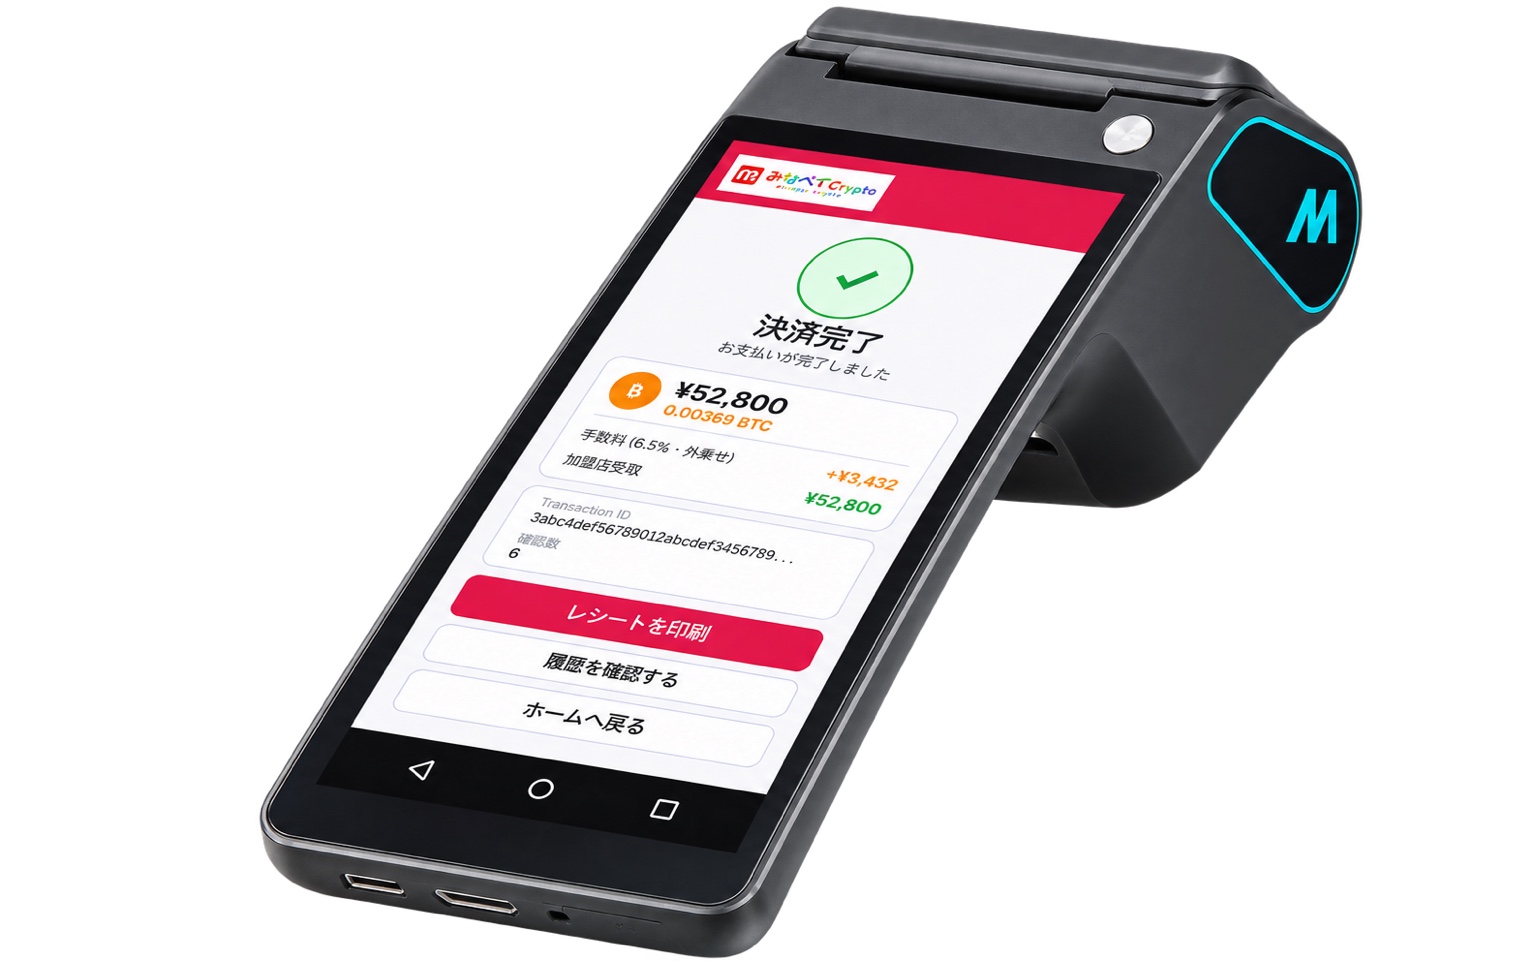 みなペイCrypto
決済完了
お支払いが完了しました
¥52,800
0.00369 BTC
手数料 (6.5%・外乗せ)
+¥3,432
加盟店受取
¥52,800
Transaction ID
3abc4def56789012abcdef3456789...
確認数
6
レシートを印刷
履歴を確認する
ホームへ戻る
M